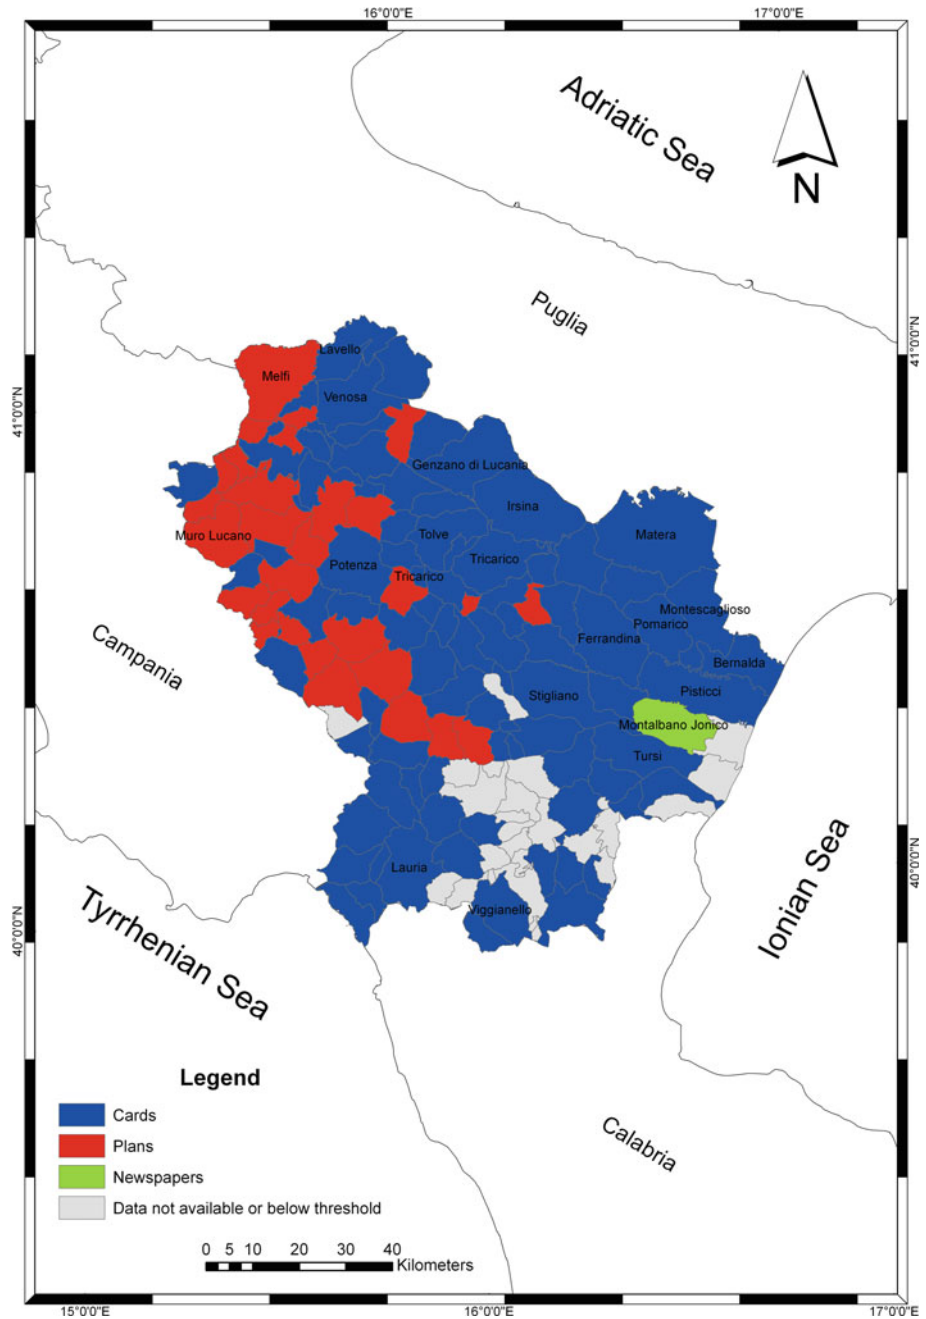 16°0'0"E
17°0'0"E
Adriatic Sea
N
Puglia
41°0'0"N
41°0'0"N
Lavello
Melfi
Venosa
Genzano di Lucania
Irsina
Muro Lucano
Tolve
Matera
Tricarico
Potenza
Tricarico
Montescaglioso
Pomarico
Ferrandina
Campania
Bernalda
Pisticci
Stigliano
Montalbano Jonico
Tursi
40°0'0"N
Lauria
Viggianello
Ionian Sea
40°0'0"N
Tyrrhenian Sea
Legend
Cards
Plans
Newspapers
Data not available or below threshold
Calabria
0 5 10 20 30 40
Kilometers
15°0'0"E
16°0'0"E
17°0'0"E